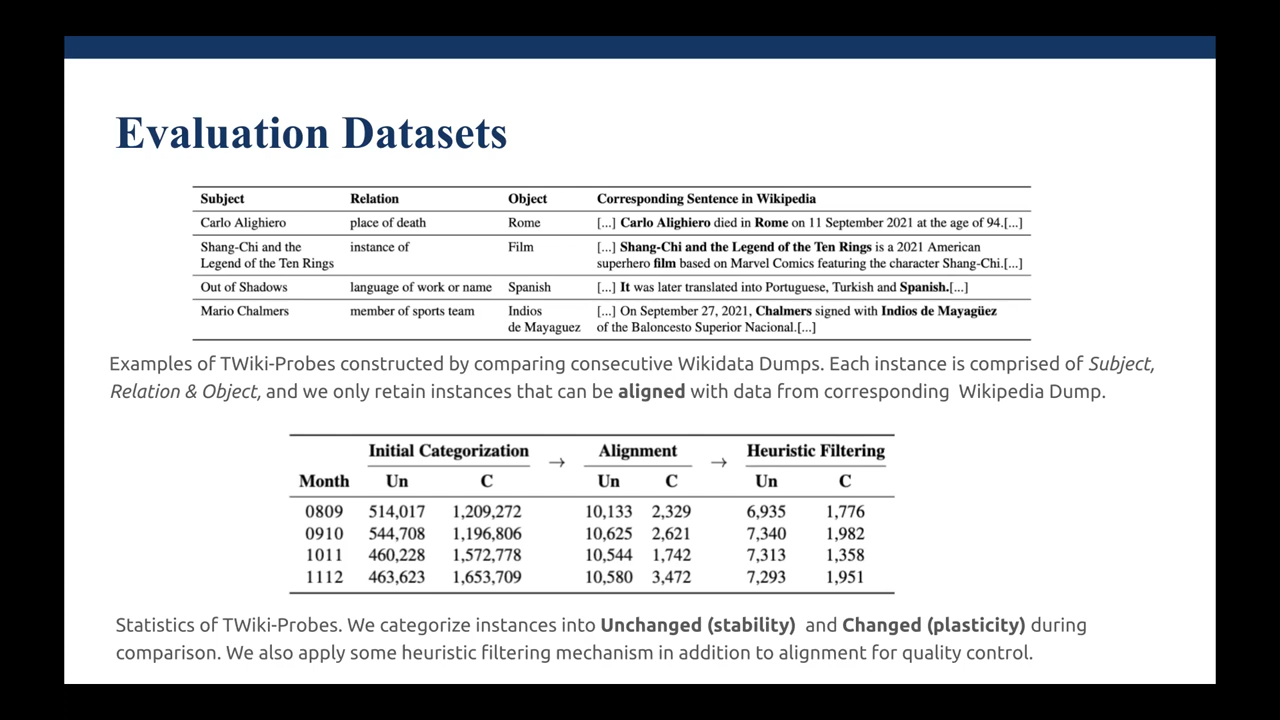 Evaluation Datasets
Subject Relation Object Corresponding Sentence in Wikipedia
Carlo Alighiero place of death Rome [...] Carlo Alighiero died in Rome on 11 September 2021 at the age of 94.[...]
Shang-Chi and the instance of Film [...] Shang-Chi and the Legend of the Ten Rings is a 2021 American
Legend of the Ten Rings superhero film based on Marvel Comics featuring the character Shang-Chi.[...]
Out of Shadows language of work or name Spanish [...] It was later translated into Portuguese, Turkish and Spanish.[...]
Mario Chalmers member of sports team Indios [...] On September 27, 2021, Chalmers signed with Indios de Mayagüez
de Mayaguez of the Baloncesto Superior Nacional.[...]
Examples of TWiki-Probes constructed by comparing consecutive Wikidata Dumps. Each instance is comprised of Subject,
Relation & Object, and we only retain instances that can be aligned with data from corresponding Wikipedia Dump.
Initial Categorization → Alignment → Heuristic Filtering
Month Un C Un C Un C
0809 514,017 1,209,272 10,133 2,329 6,935 1,776
0910 544,708 1,196,806 10,625 2,621 7,340 1,982
1011 460,228 1,572,778 10,544 1,742 7,313 1,358
1112 463,623 1,653,709 10,580 3,472 7,293 1,951
Statistics of TWiki-Probes. We categorize instances into Unchanged (stability) and Changed (plasticity) during
comparison. We also apply some heuristic filtering mechanism in addition to alignment for quality control.